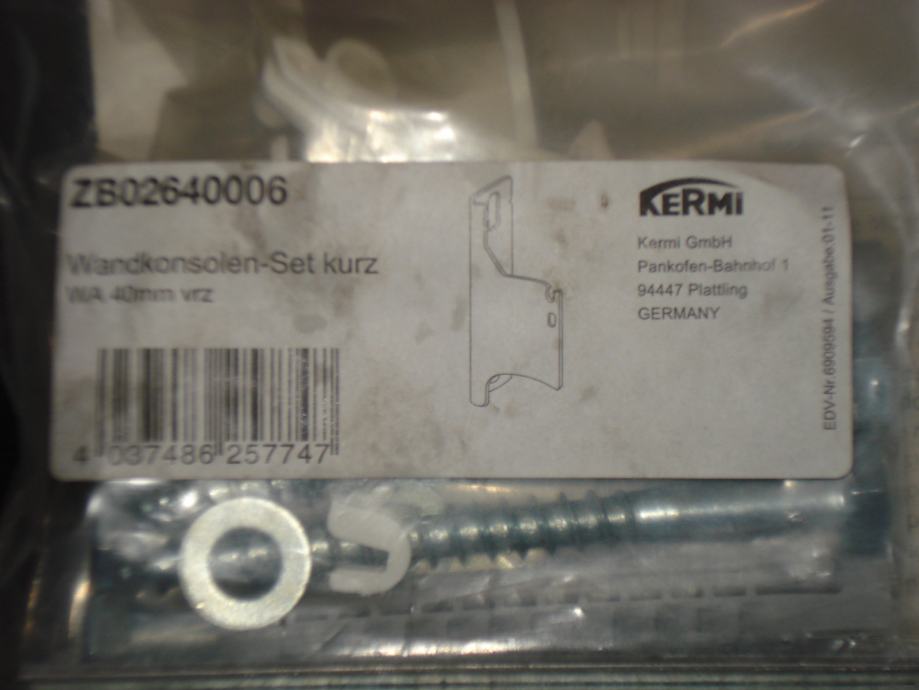 ZB02640006
Wandkonsolen-Set kurz
WA 40mm vrz
4 037486 257747
KERMI
Kermi GmbH
Pankofen-Bahnhof 1
94447 Plattling
GERMANY
EDV-Nr.6909594 / Ausgabe:01-11